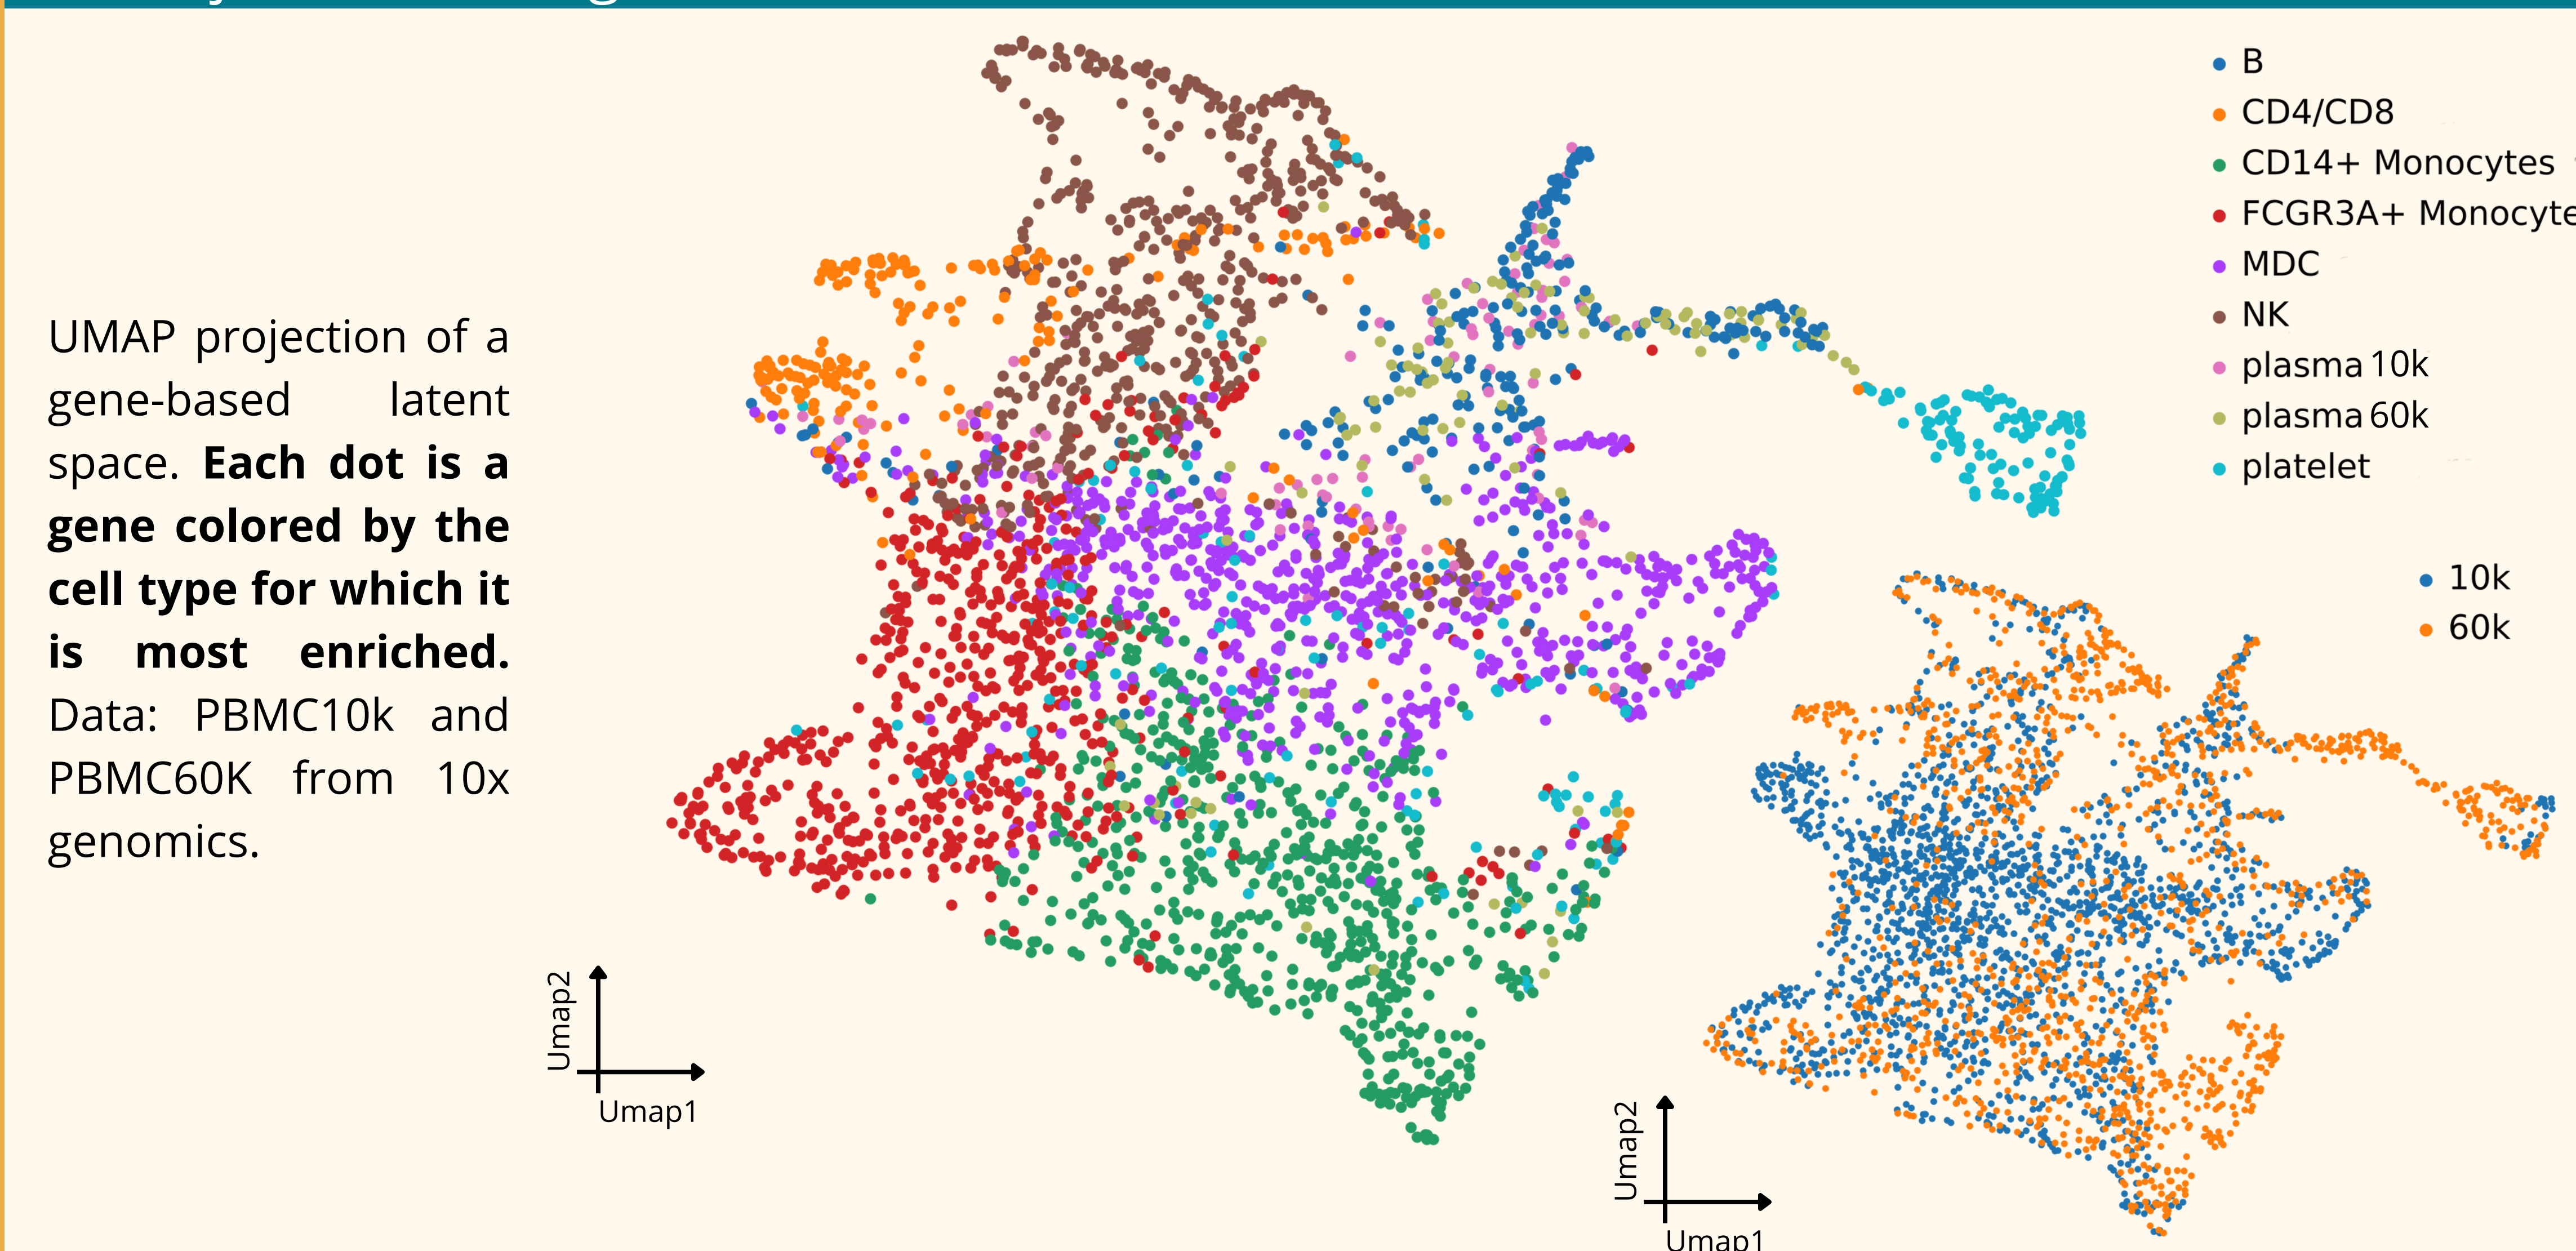 UMAP projection of a
gene-based latent
space. Each dot is a
gene colored by the
cell type for which it
is most enriched.
Data: PBMC10k and
PBMC60K from 10x
genomics.
B
CD4/CD8
CD14+ Monocytes
FCGR3A+ Monocyte
MDC
NK
plasma 10k
plasma 60k
platelet
10k
60k
Umap2
Umap1
Umap2
Umap1